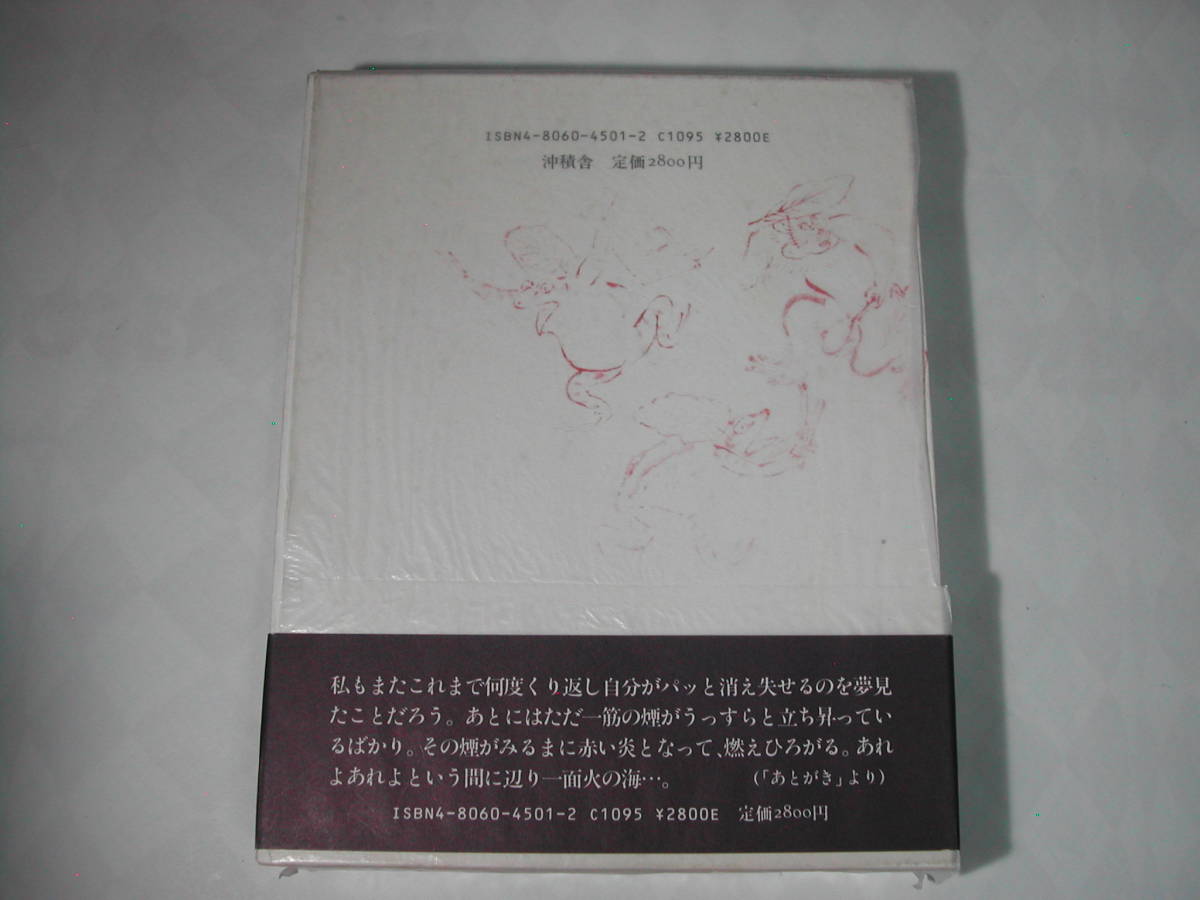 ISBN4-8060-4501-2 C1095 ¥2800E
沖積舎 定価2800円
私もまたこれまで何度くり返し自分がパッと消え失せるのを夢見
たことだろう。あとにはただ一筋の煙がうっすらと立ち昇ってい
るばかり。その煙がみるまに赤い炎となって、燃えひろがる。あれ
よあれよという間に辺り一面火の海…。 (「あとがき」より)
ISBN4-8060-4501-2 C1095 ¥2800E 定価2800円